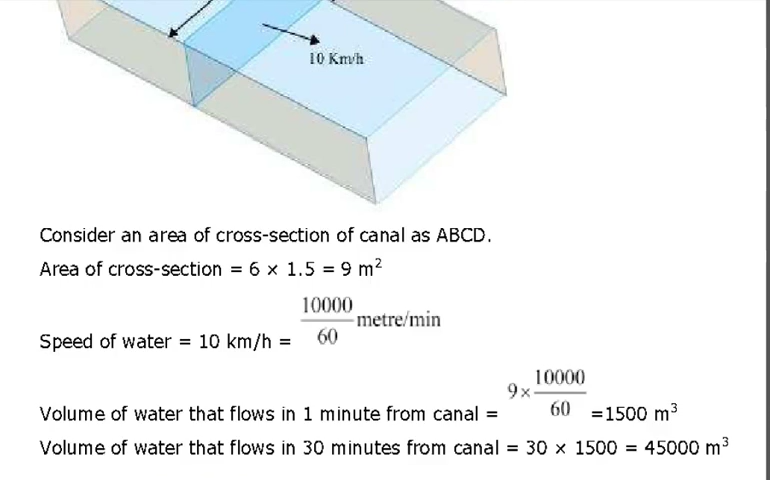 10 Km/h
Consider an area of cross-section of canal as ABCD.
Area of cross-section = 6 × 1.5 = 9 m²
Speed of water = 10 km/h = 10000/60 metre/min
Volume of water that flows in 1 minute from canal = 9 × 10000/60 =1500 m³
Volume of water that flows in 30 minutes from canal = 30 × 1500 = 45000 m³